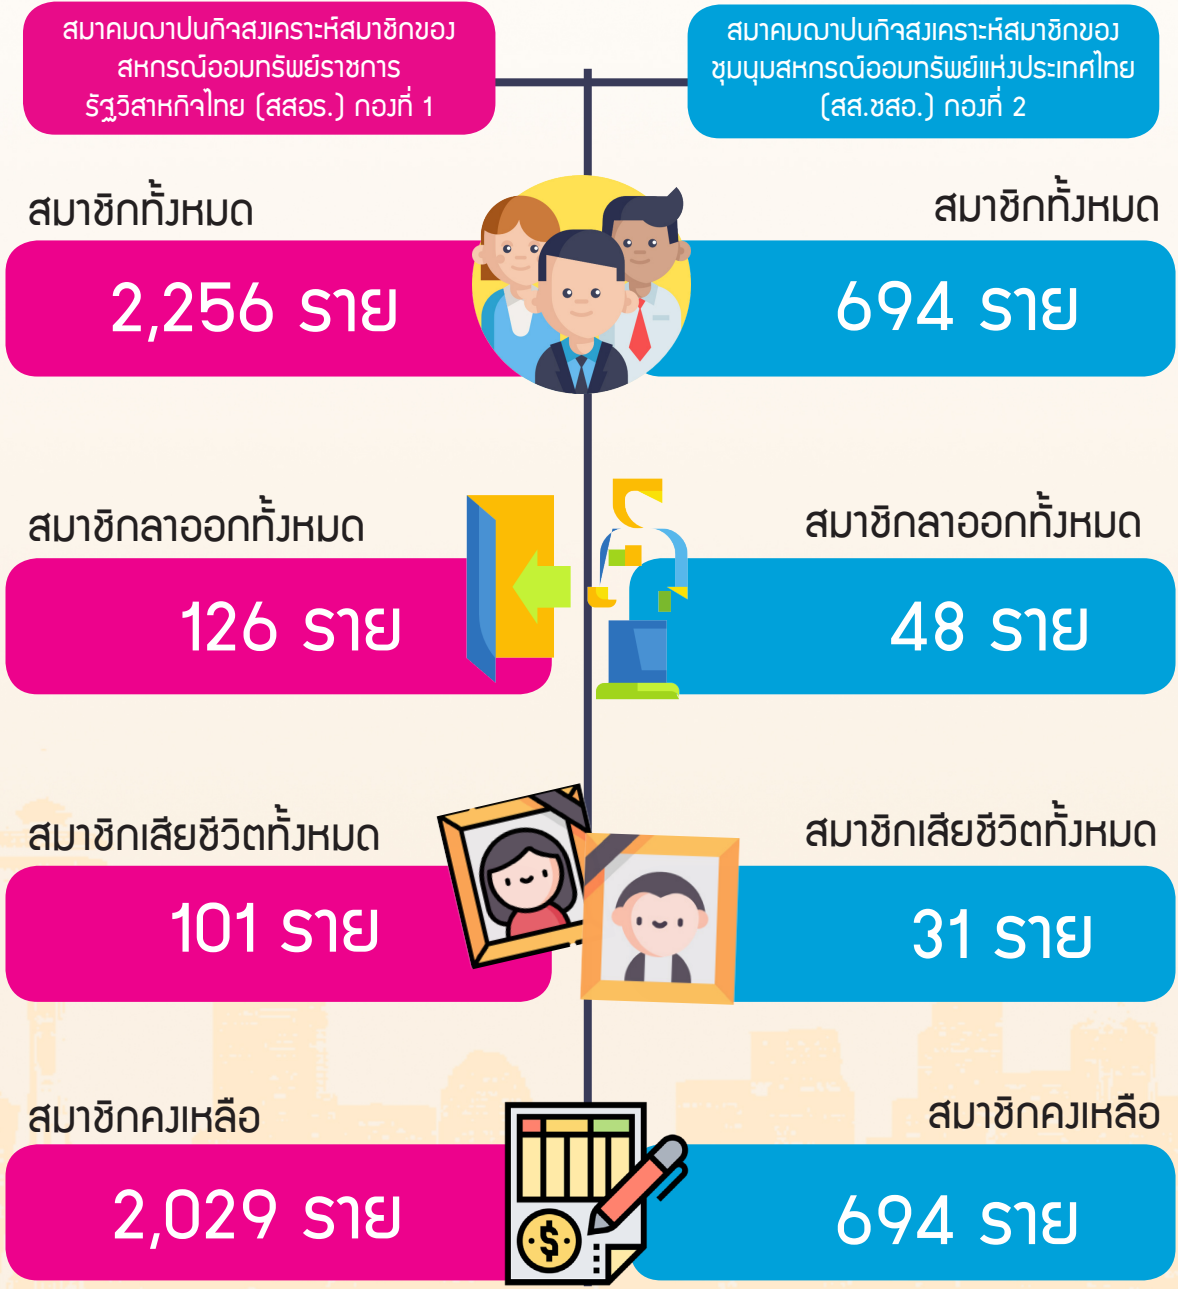 สมาคมฌาปนกิจสงเคราะห์สมาชิกของ
สหกรณ์ออมทรัพย์ราชการ
รัฐวิสาหกิจไทย (สสอร.) กองที่ 1
สมาคมฌาปนกิจสงเคราะห์สมาชิกของ
ชุมนุมสหกรณ์ออมทรัพย์แห่งประเทศไทย
(สส.ชสอ.) กองที่ 2
สมาชิกทั้งหมด
สมาชิกทั้งหมด
2,256 ราย
694 ราย
สมาชิกลาออกทั้งหมด
สมาชิกลาออกทั้งหมด
126 ราย
48 ราย
สมาชิกเสียชีวิตทั้งหมด
สมาชิกเสียชีวิตทั้งหมด
101 ราย
31 ราย
สมาชิกคงเหลือ
สมาชิกคงเหลือ
2,029 ราย
694 ราย
$